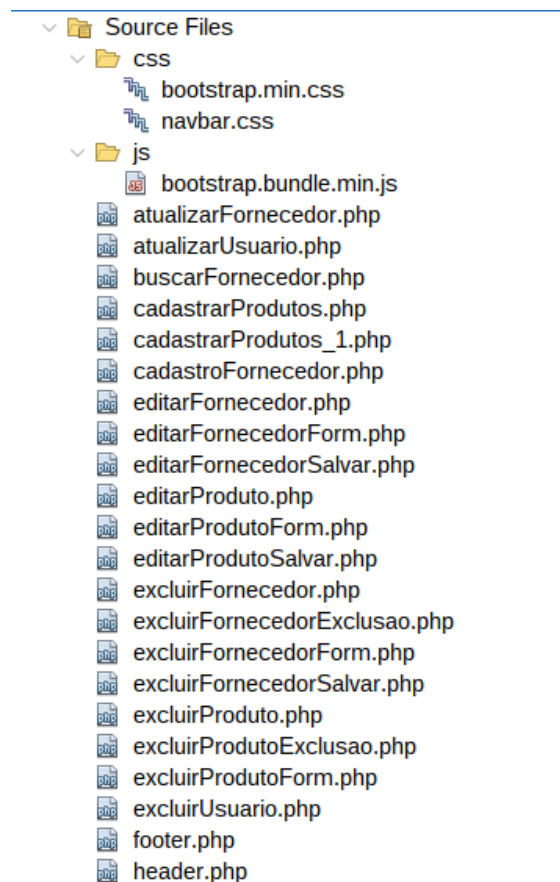 Source Files
css
bootstrap.min.css
navbar.css
js
bootstrap.bundle.min.js
atualizarFornecedor.php
atualizarUsuario.php
buscarFornecedor.php
cadastrarProdutos.php
cadastrarProdutos_1.php
cadastroFornecedor.php
editarFornecedor.php
editarFornecedorForm.php
editarFornecedorSalvar.php
editarProduto.php
editarProdutoForm.php
editarProdutoSalvar.php
excluirFornecedor.php
excluirFornecedorExclusao.php
excluirFornecedorForm.php
excluirFornecedorSalvar.php
excluirProduto.php
excluirProdutoExclusao.php
excluirProdutoForm.php
excluirUsuario.php
footer.php
header.php